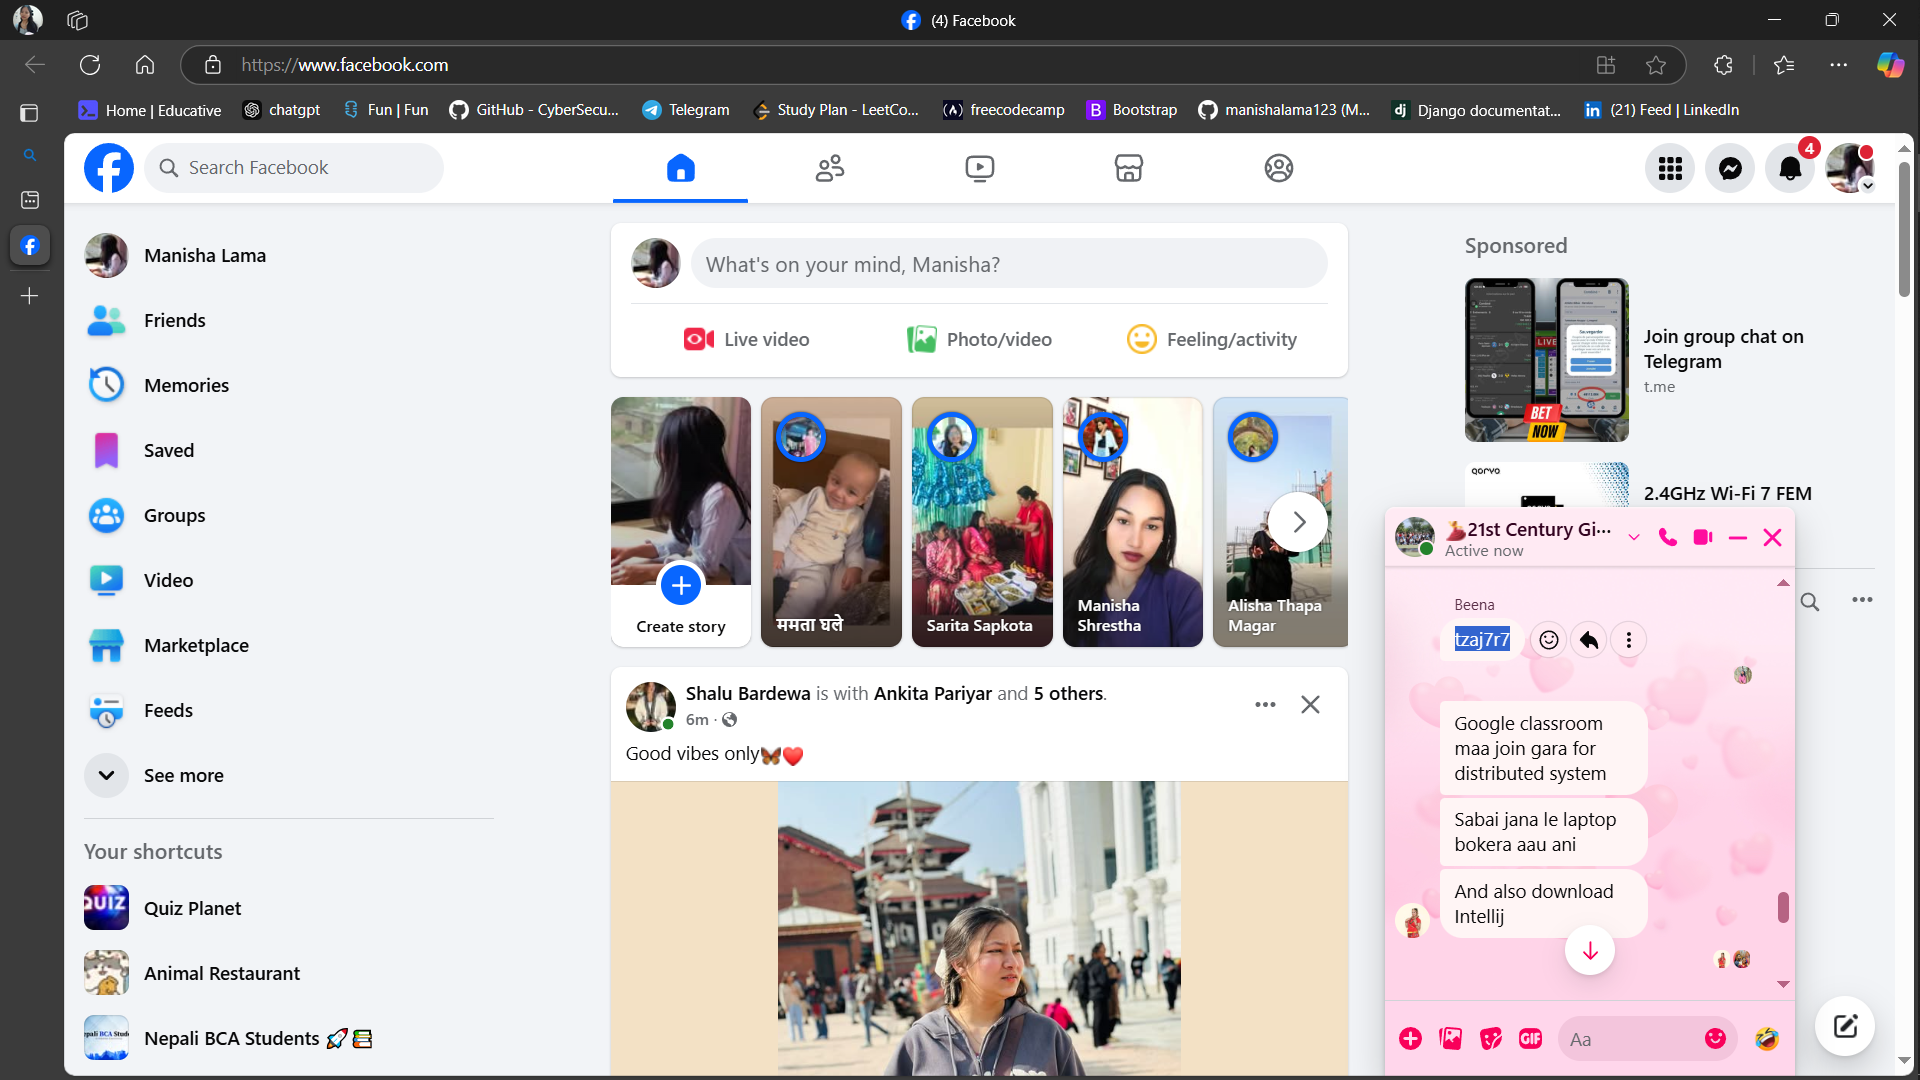 (4) Facebook
https://www.facebook.com
Home | Educative
chatgpt
Fun | Fun
GitHub - CyberSecu...
Telegram
Study Plan - LeetCo...
freecodecamp
Bootstrap
manishalama123 (M...
Django documentat...
(21) Feed | LinkedIn
Search Facebook
4
Manisha Lama
Friends
Memories
Saved
Groups
Video
Marketplace
Feeds
See more
Your shortcuts
QUIZ
Quiz Planet
Animal Restaurant
Nepali BCA Students 🚀📚
What's on your mind, Manisha?
Live video
Photo/video
Feeling/activity
Create story
ममता घले
Sarita Sapkota
Manisha
Shrestha
Alisha Thapa
Magar
Shalu Bardewa is with Ankita Pariyar and 5 others.
6m
Good vibes only🦋❤️
Sponsored
LIVE
BET
NOW
Join group chat on
Telegram
t.me
QORVO
2.4GHz Wi-Fi 7 FEM
💃21st Century Gi...
Active now
Beena
tzaj7r7
Google classroom
maa join gara for
distributed system
Sabai jana le laptop
bokera aau ani
And also download
Intellij
GIF
Aa